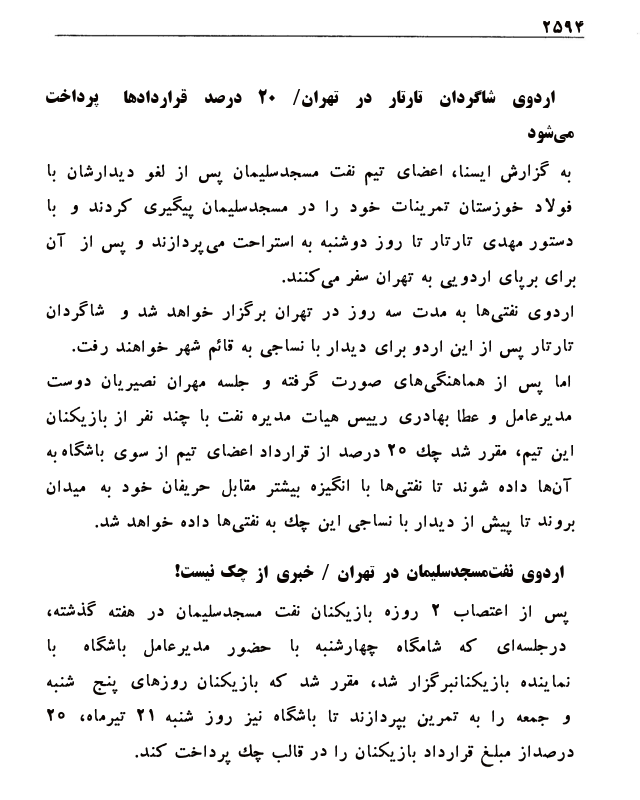 ۲۵۹۴
اردوی شاگردان تارتار در تهران/ ۲۰ درصد قراردادها پرداخت
می‌شود
به گزارش ایسنا، اعضای تیم نفت مسجدسلیمان پس از لغو دیدارشان با
فولاد خوزستان تمرینات خود را در مسجدسلیمان پیگیری کردند و با
دستور مهدی تارتار تا روز دوشنبه به استراحت می‌پردازند و پس از آن
برای برپای اردویی به تهران سفر می‌کنند.
اردوی نفتی‌ها به مدت سه روز در تهران برگزار خواهد شد و شاگردان
تارتار پس از این اردو برای دیدار با نساجی به قائم شهر خواهند رفت.
اما پس از هماهنگی‌های صورت گرفته و جلسه مهران نصیریان دوست
مدیرعامل و عطا بهادری رییس هیات مدیره نفت با چند نفر از بازیکنان
این تیم، مقرر شد چك ۲۵ درصد از قرارداد اعضای تیم از سوی باشگاه به
آن‌ها داده شوند تا نفتی‌ها با انگیزه بیشتر مقابل حریفان خود به میدان
بروند تا پیش از دیدار با نساجی این چك به نفتی‌ها داده خواهد شد.
اردوی نفت‌مسجدسلیمان در تهران / خبری از چک نیست!
پس از اعتصاب ۲ روزه بازیکنان نفت مسجدسلیمان در هفته گذشته،
درجلسه‌ای که شامگاه چهارشنبه با حضور مدیرعامل باشگاه با
نماینده بازیکنانبرگزار شد، مقرر شد که بازیکنان روزهای پنج شنبه
و جمعه را به تمرین بپردازند تا باشگاه نیز روز شنبه ۲۱ تیرماه، ۲۵
درصداز مبلغ قرارداد بازیکنان را در قالب چك پرداخت کند.